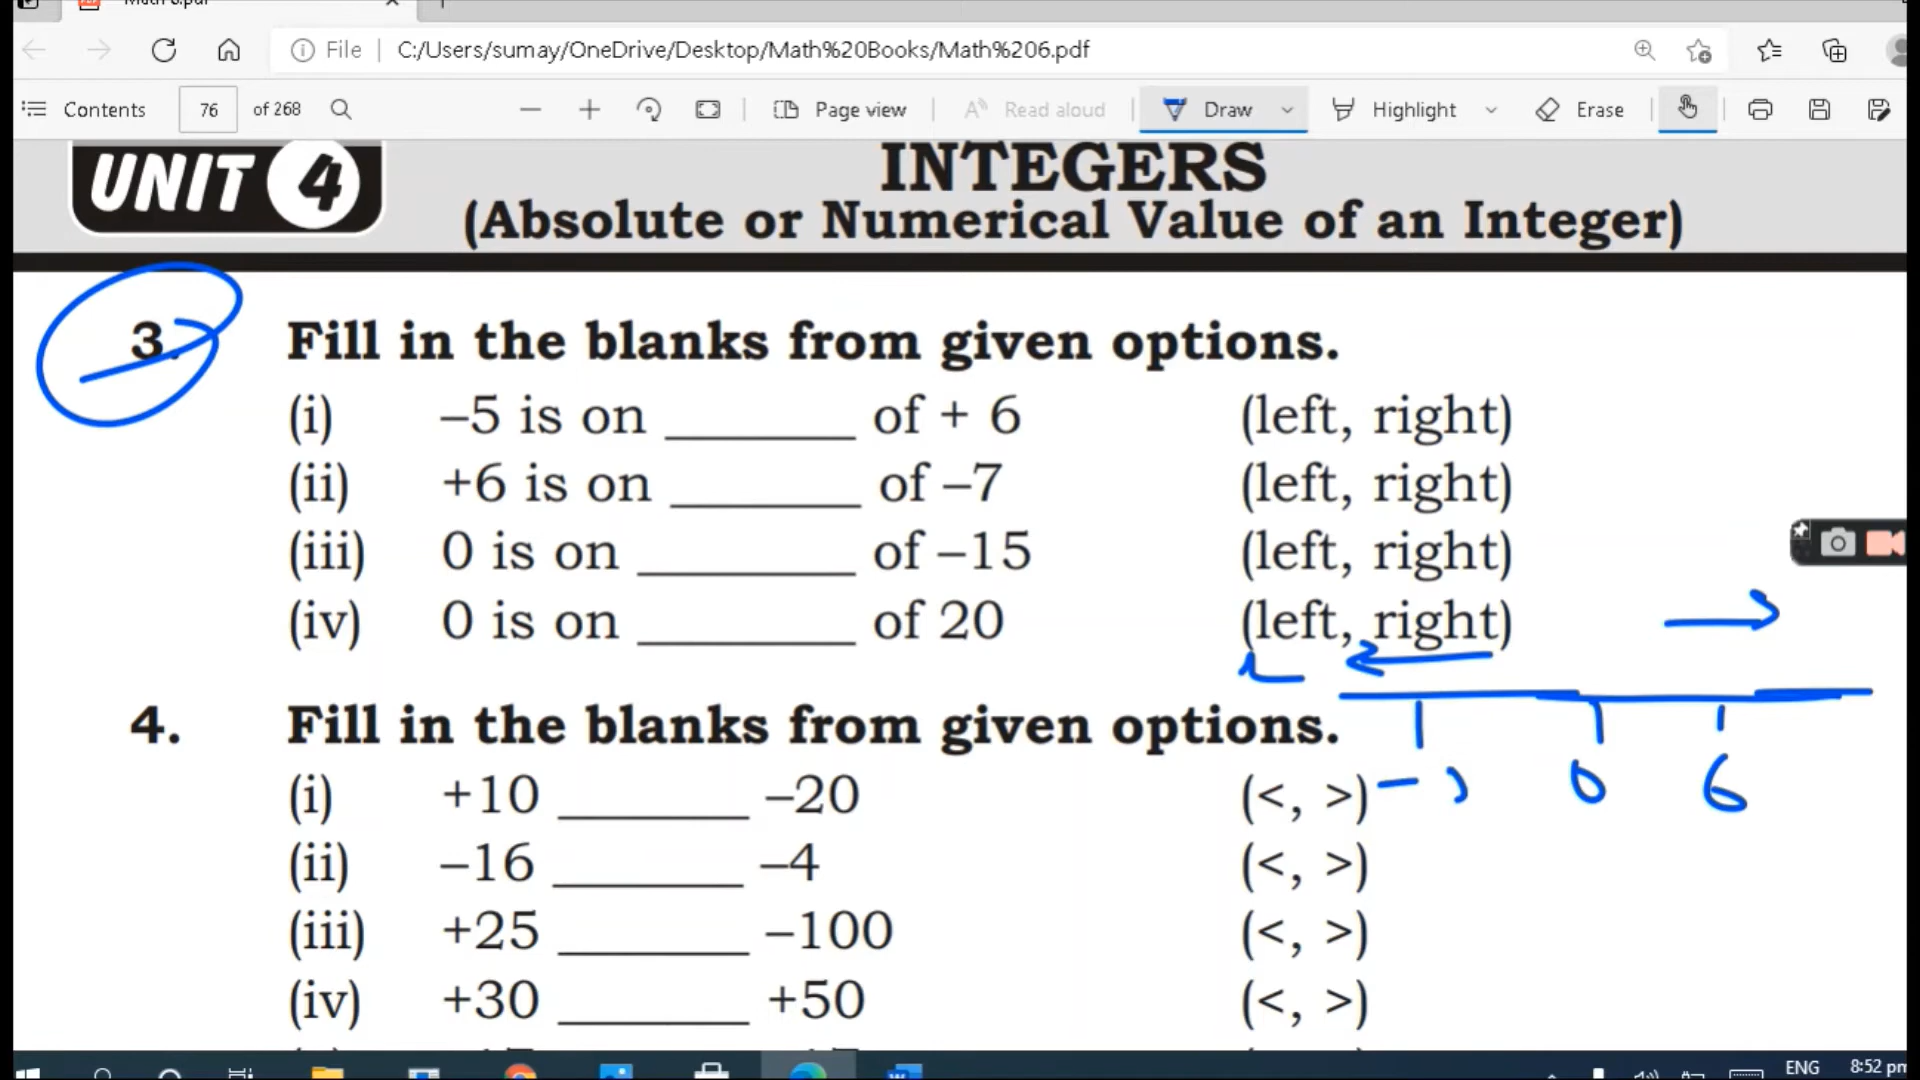 File | C:/Users/sumay/OneDrive/Desktop/Math%20Books/Math%206.pdf
Contents 76 of 268 Page view Read aloud Draw Highlight Erase
UNIT 4 INTEGERS
(Absolute or Numerical Value of an Integer)
3. Fill in the blanks from given options.
(i) –5 is on ________ of + 6 (left, right)
(ii) +6 is on ________ of –7 (left, right)
(iii) 0 is on ________ of –15 (left, right)
(iv) 0 is on ________ of 20 (left, right)
4. Fill in the blanks from given options.
(i) +10 ________ –20 (<, >)
0 6
(ii) –16 ________ –4 (<, >)
(iii) +25 ________ –100 (<, >)
(iv) +30 ________ +50 (<, >)
ENG 8:52 pm